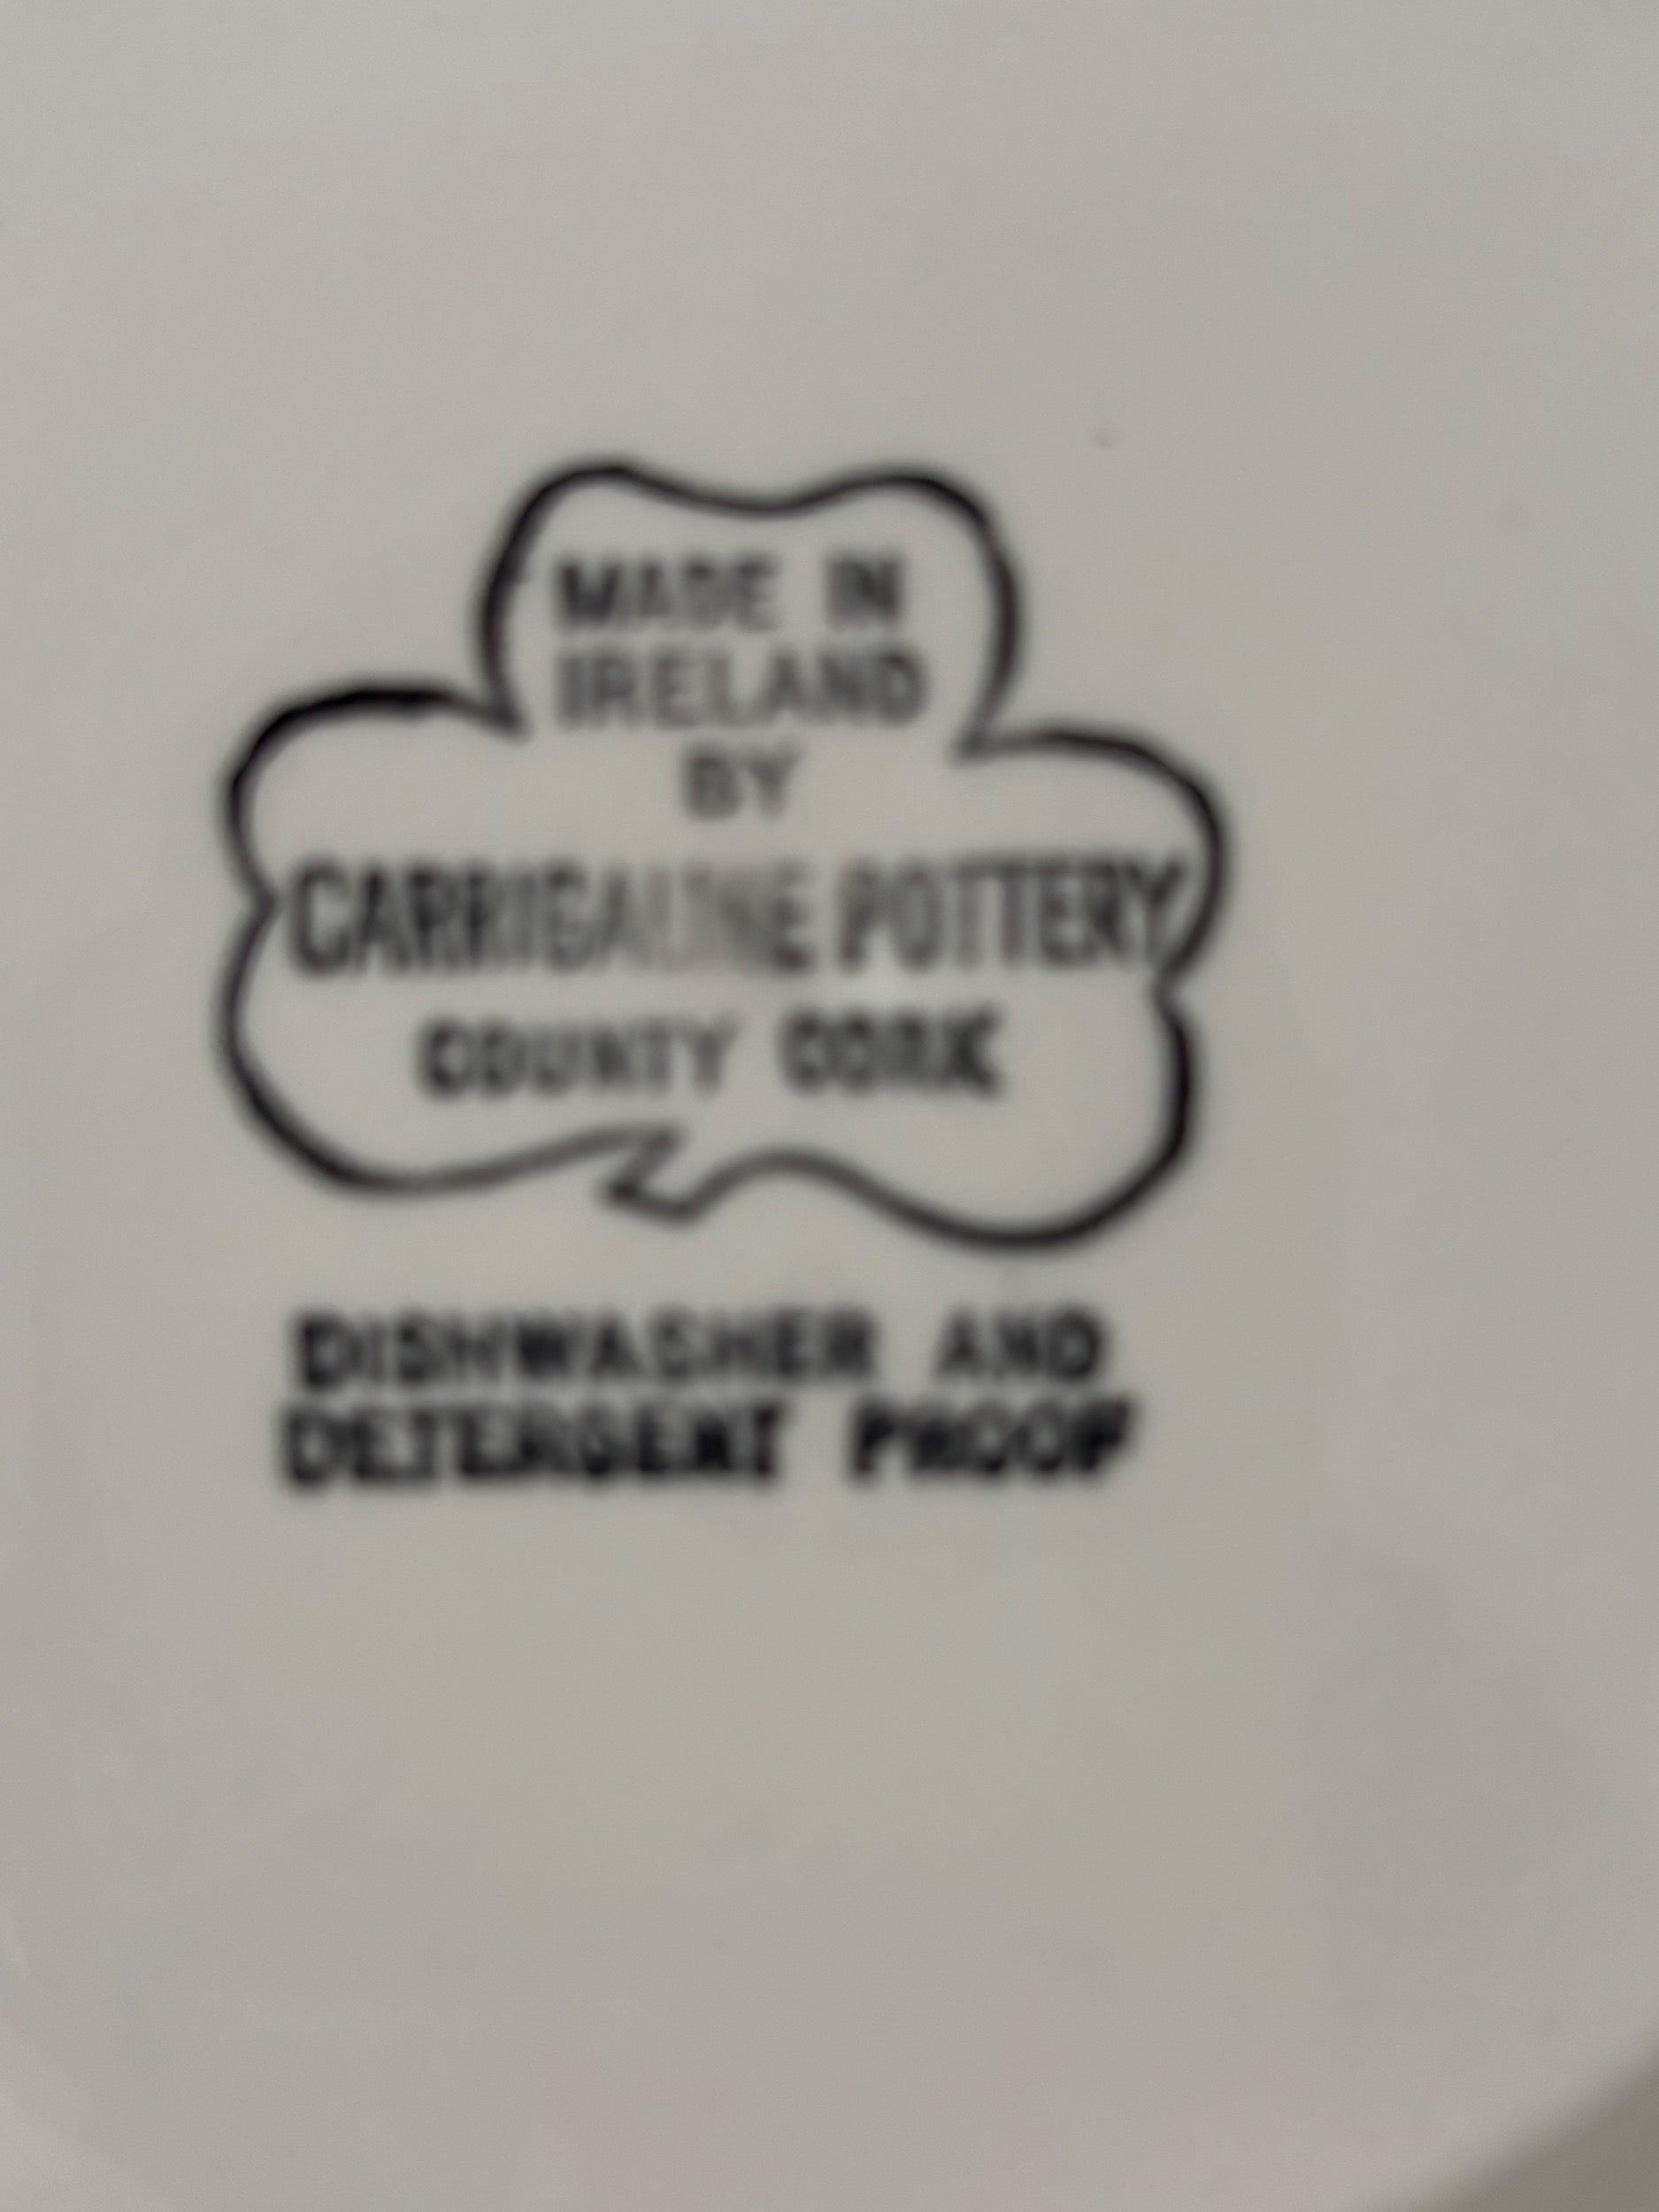 MADE IN
IRELAND
BY
CARRIGALINE POTTERY
COUNTY CORK
DISHWASHER AND
DETERGENT PROOF